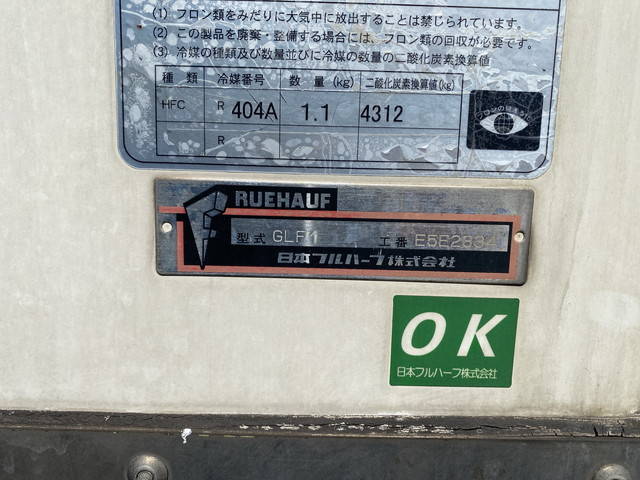 (1) フロン類をみだりに大気中に放出することは禁じられています。
(2) この製品を廃棄・整備する場合には、フロン類の回収が必要です。
(3) 冷媒の種類及び数量並びに冷媒の数量の二酸化炭素換算値
種類 冷媒番号 数量(kg) 二酸化炭素換算値(kg)
HFC R 404A 1.1 4312
R
RUEHAUF
型式 GLF1 工番
日本フルハーフ株式会社
OK
日本フルハーフ株式会社